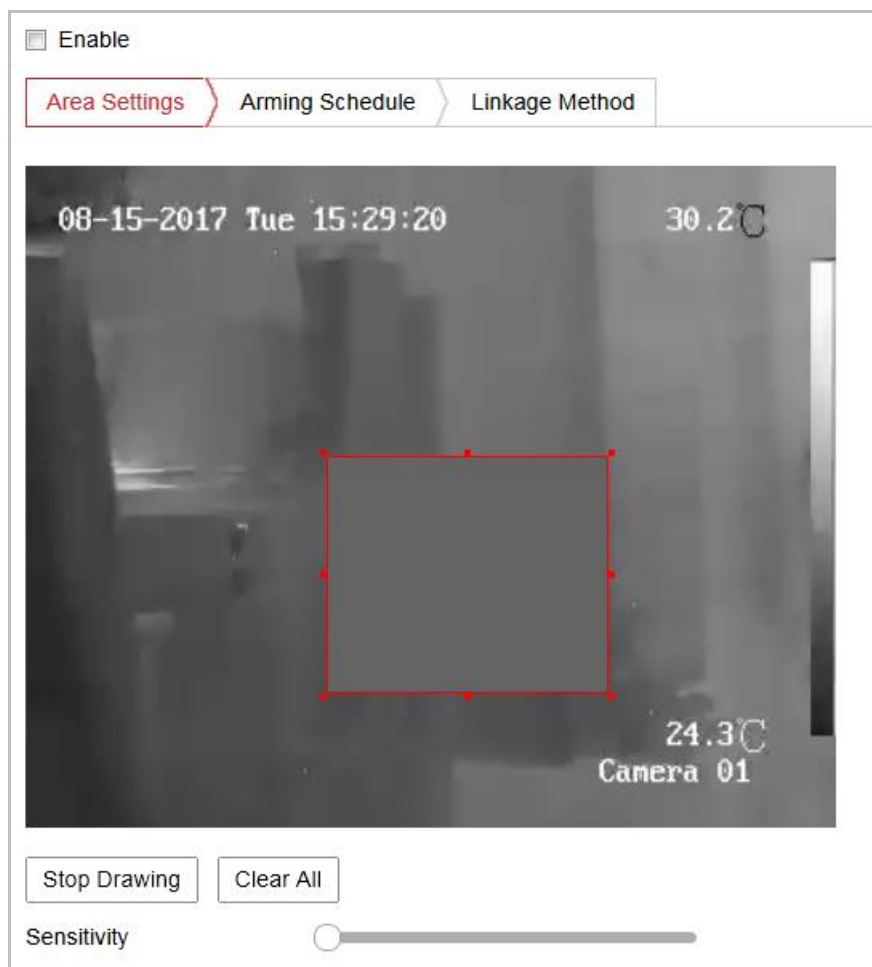 Enable
Area Settings Arming Schedule Linkage Method
08-15-2017 Tue 15:29:20 30.2℃
24.3℃
Camera 01
Stop Drawing Clear All
Sensitivity